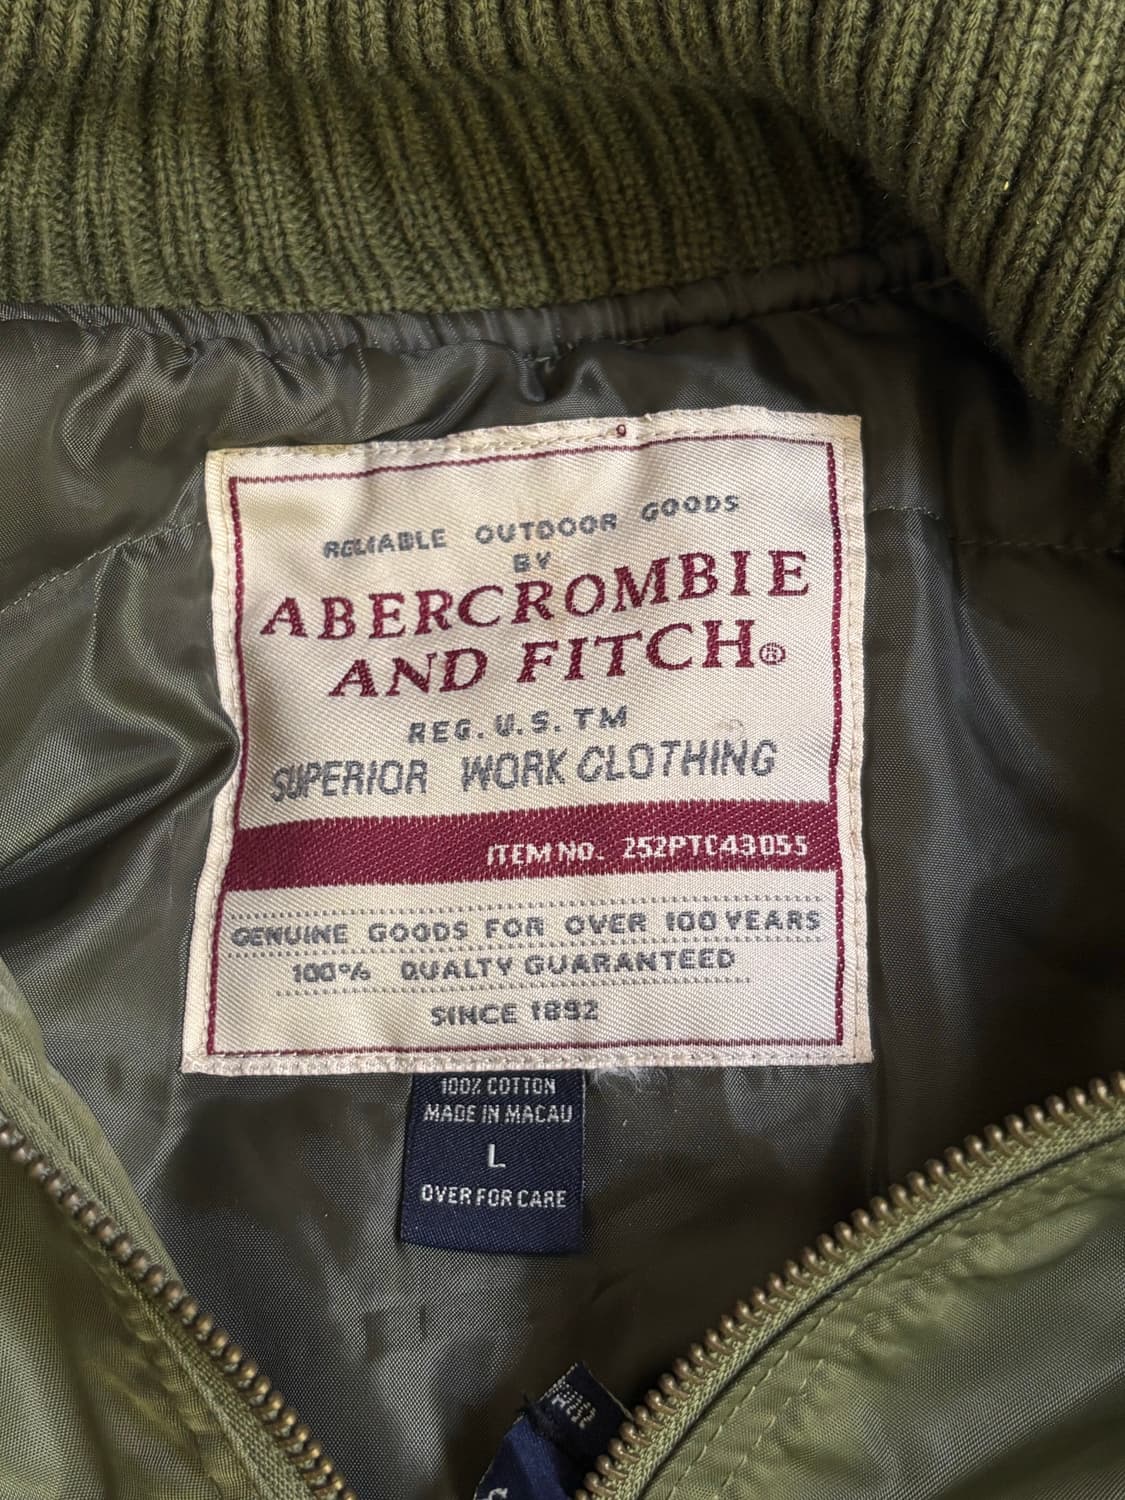 RELIABLE OUTDOOR GOODS
BY
ABERCROMBIE
AND FITCH®
REG. U.S. TM
SUPERIOR WORK CLOTHING
ITEM NO. 252PTC43055
GENUINE GOODS FOR OVER 100 YEARS
100% QUALTY GUARANTEED
SINCE 1892
100% COTTON
MADE IN MACAU
L
OVER FOR CARE